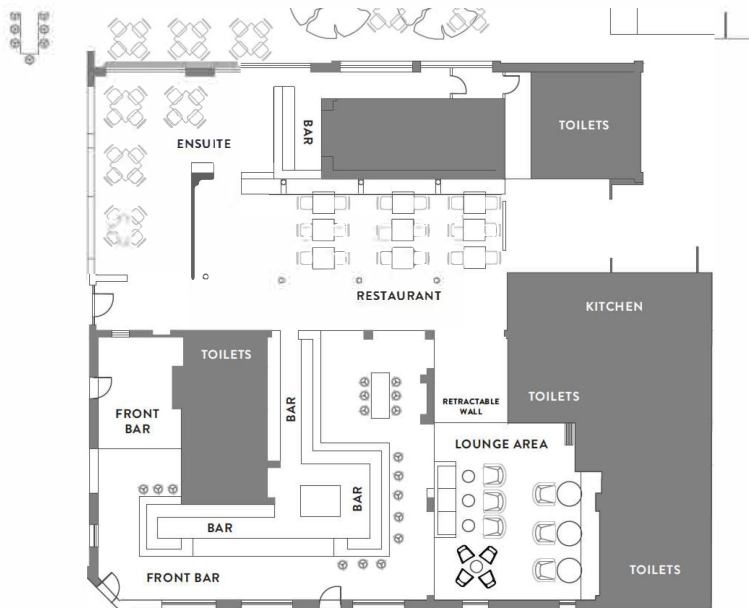 TOILETS
BAR
ENSUITE
RESTAURANT
KITCHEN
TOILETS
TOILETS
RETRACTABLE
WALL
BAR
FRONT
BAR
LOUNGE AREA
BAR
BAR
TOILETS
FRONT BAR